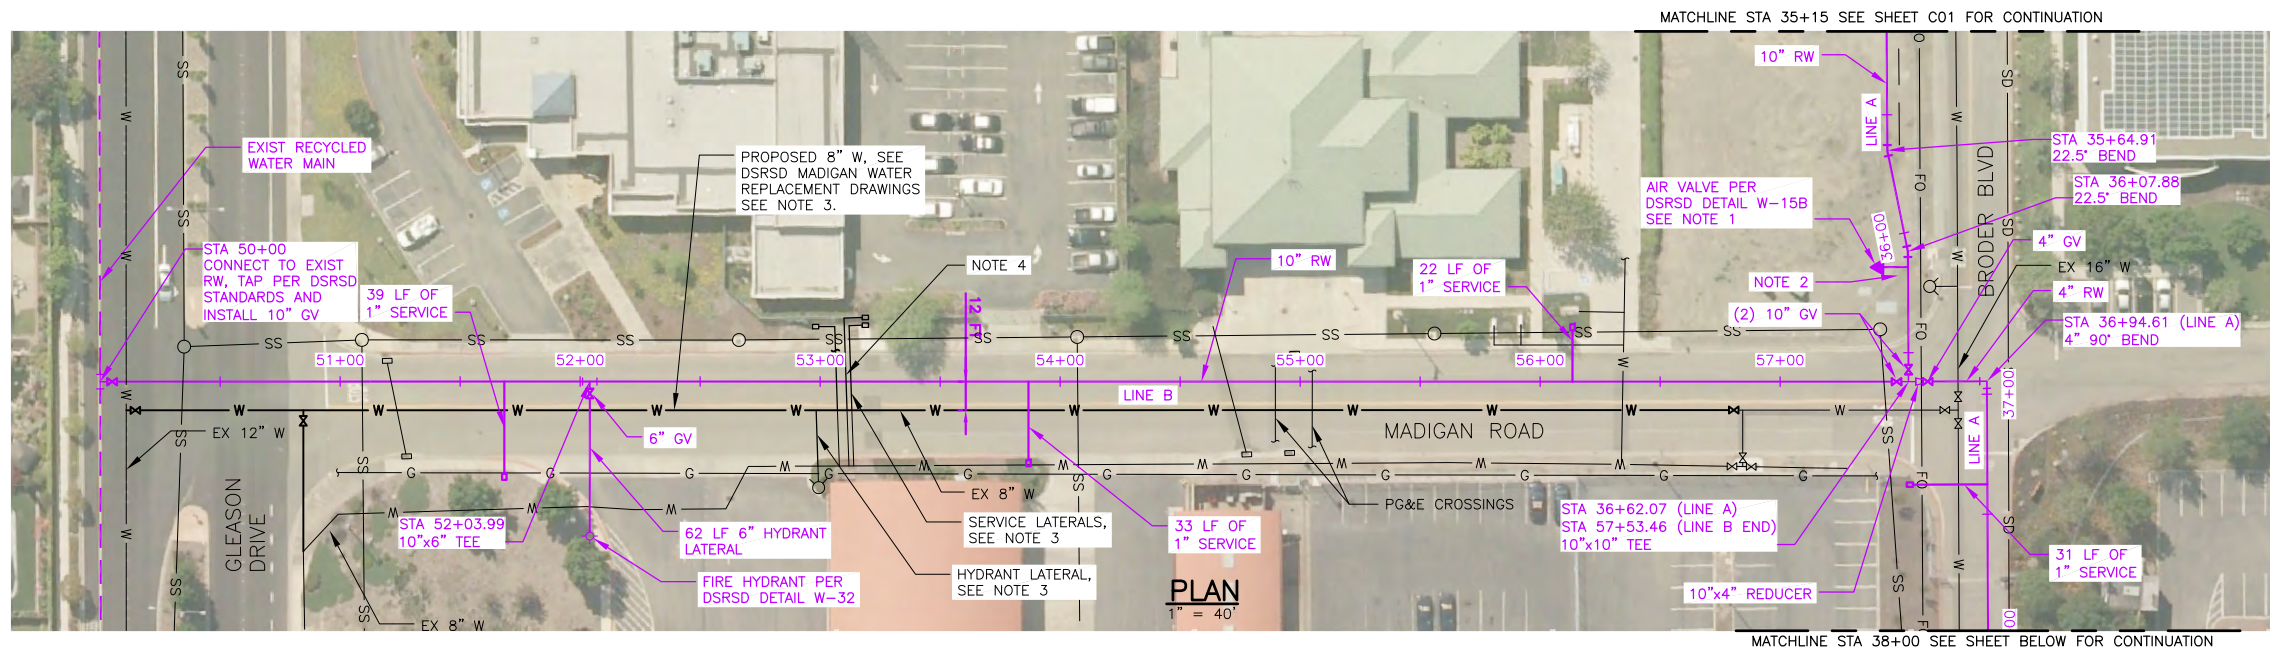 MATCHLINE STA 35+15 SEE SHEET C01 FOR CONTINUATION
10” RW
LINE A
EXIST RECYCLED
WATER MAIN
PROPOSED 8” W, SEE
DSRSD MADIGAN WATER
REPLACEMENT DRAWINGS
SEE NOTE 3.
STA 35+64.91
22.5° BEND
STA 36+07.88
22.5° BEND
AIR VALVE PER
DSRSD DETAIL W-15B
SEE NOTE 1
36+00
BRODER BLVD
STA 50+00
CONNECT TO EXIST
RW, TAP PER DSRSD
STANDARDS AND
INSTALL 10” GV
39 LF OF
1” SERVICE
NOTE 4
12 F
10” RW
22 LF OF
1” SERVICE
NOTE 2
(2) 10” GV
4” GV
EX 16” W
4” RW
STA 36+94.61 (LINE A)
4” 90° BEND
51+00
52+00
53+00
54+00
55+00
56+00
57+00
37+00
LINE B
LINE A
EX 12” W
6” GV
MADIGAN ROAD
GLEASON
DRIVE
STA 52+03.99
10”x6” TEE
62 LF 6” HYDRANT
LATERAL
EX 8” W
SERVICE LATERALS,
SEE NOTE 3
33 LF OF
1” SERVICE
PG&E CROSSINGS
STA 36+62.07 (LINE A)
STA 57+53.46 (LINE B END)
10”x10” TEE
31 LF OF
1” SERVICE
FIRE HYDRANT PER
DSRSD DETAIL W-32
HYDRANT LATERAL,
SEE NOTE 3
10”x4” REDUCER
PLAN
1” = 40’
EX 8” W
MATCHLINE STA 38+00 SEE SHEET BELOW FOR CONTINUATION